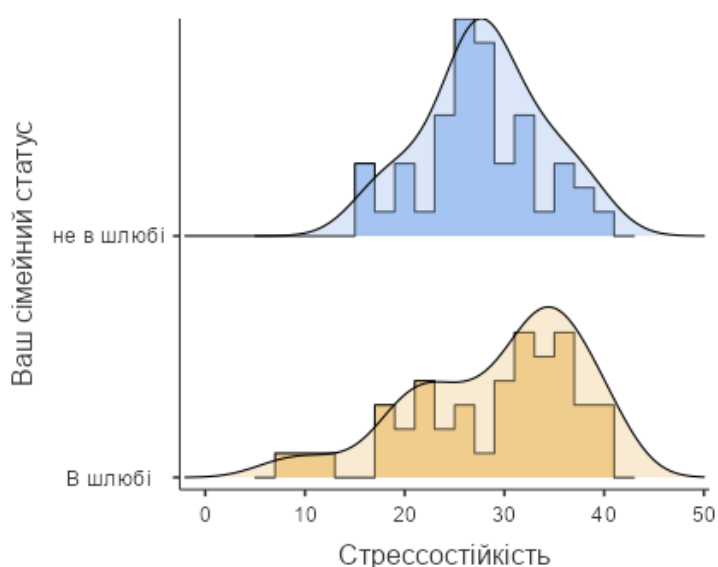 Ваш сімейний статус
не в шлюбі
В шлюбі
0 10 20 30 40 50
Стрессостійкість